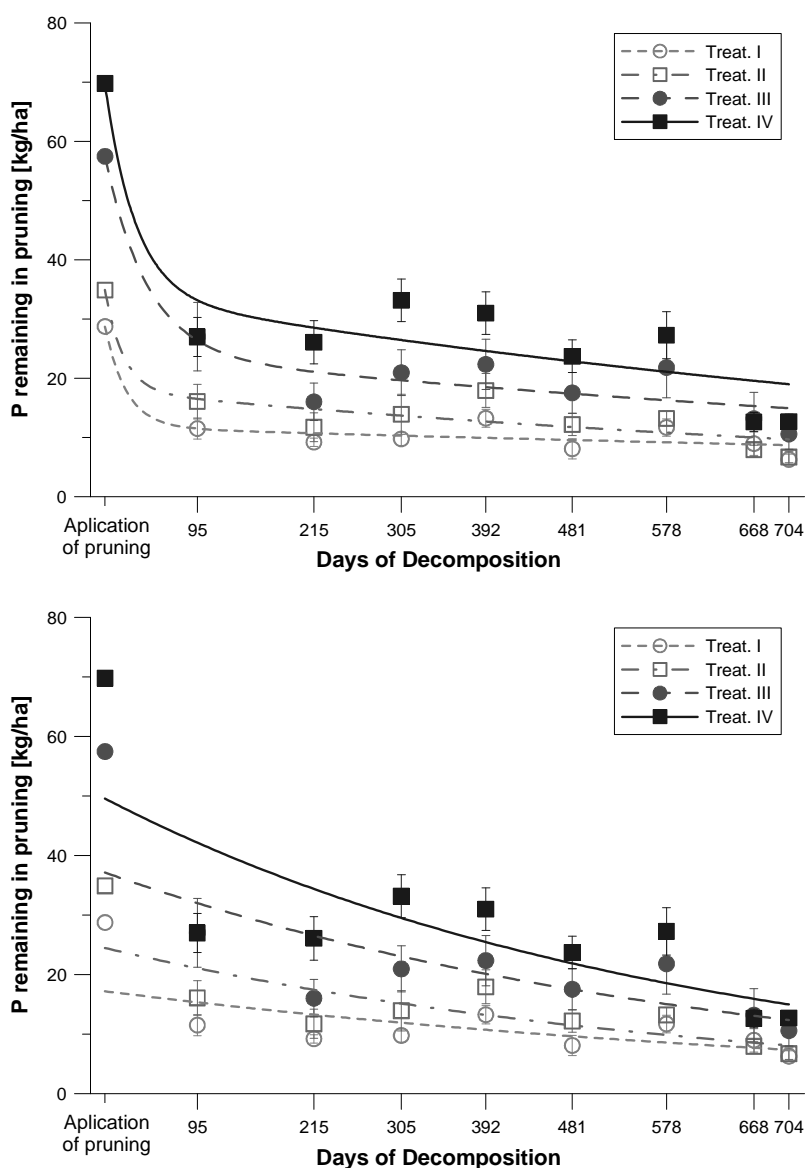 80
60
40
20
0
P remaining in pruning [kg/ha]
Treat. I
Treat. II
Treat. III
Treat. IV
Aplication
of pruning
95
215
305
392
481
578
668
704
Days of Decomposition
80
60
40
20
0
P remaining in pruning [kg/ha]
Treat. I
Treat. II
Treat. III
Treat. IV
Aplication
of pruning
95
215
305
392
481
578
668
704
Days of Decomposition